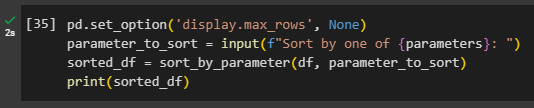 [35] pd.set_option('display.max_rows', None)
2s
parameter_to_sort = input(f"Sort by one of {parameters}: ")
sorted_df = sort_by_parameter(df, parameter_to_sort)
print(sorted_df)